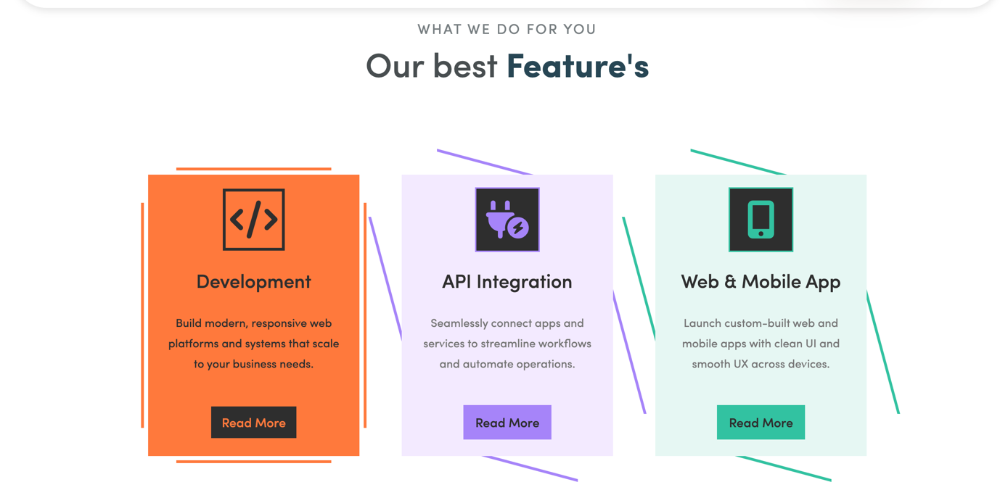 WHAT WE DO FOR YOU
Our best Feature's
Development
Build modern, responsive web
platforms and systems that scale
to your business needs.
Read More
API Integration
Seamlessly connect apps and
services to streamline workflows
and automate operations.
Read More
Web & Mobile App
Launch custom-built web and
mobile apps with clean UI and
smooth UX across devices.
Read More